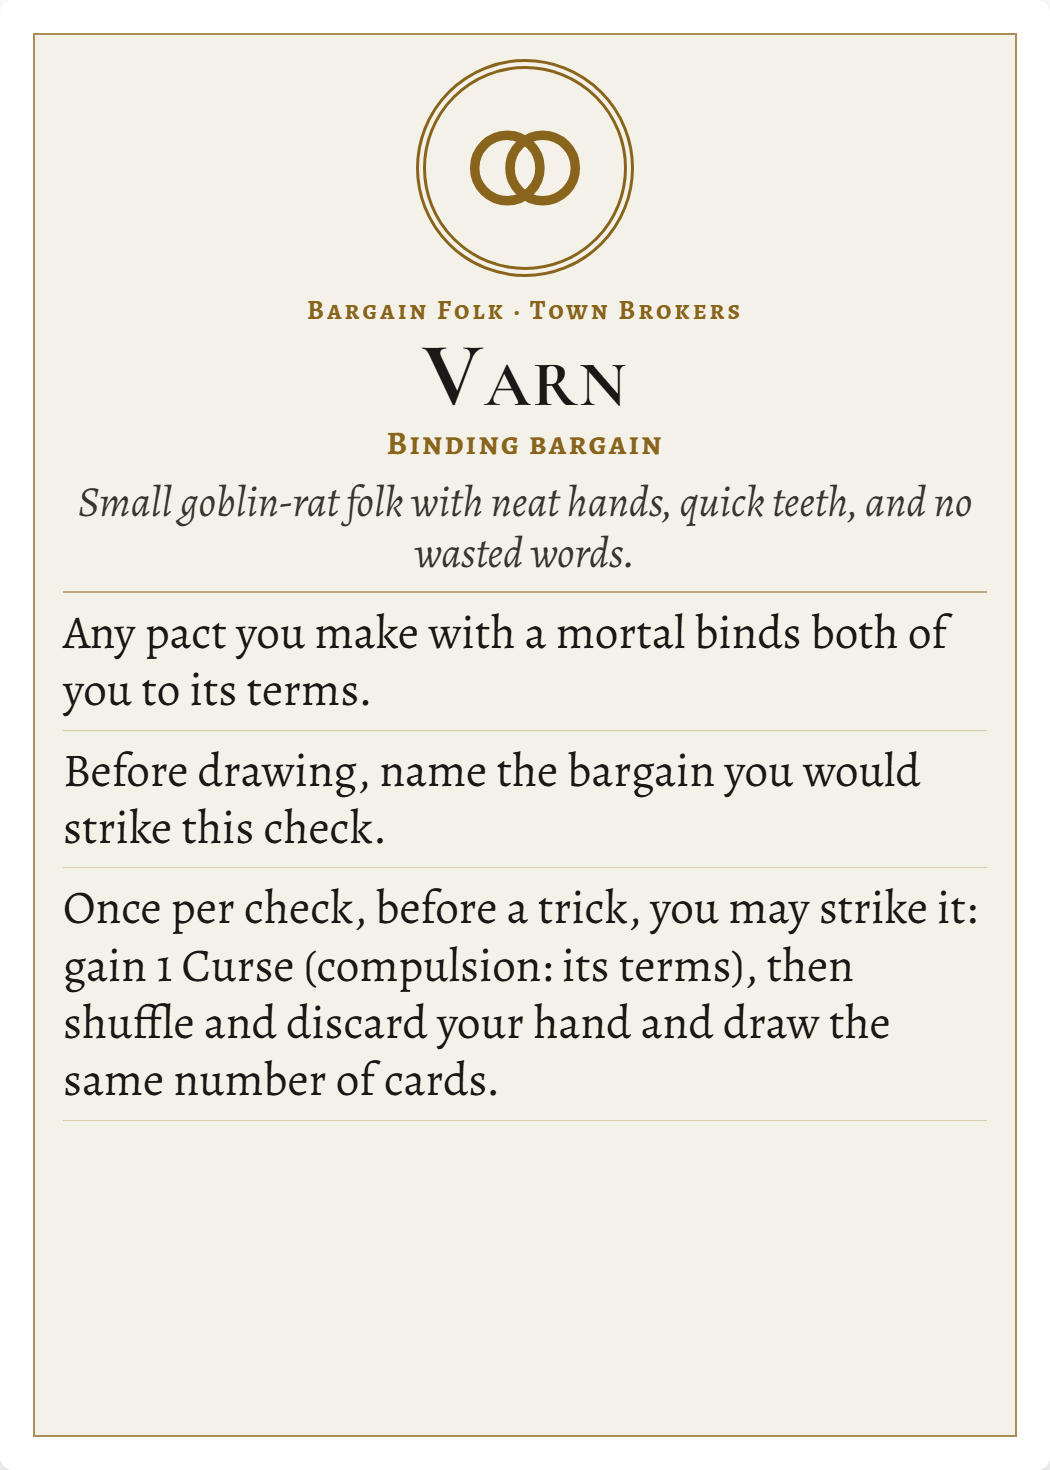 Bargain Folk · Town Brokers
Varn
Binding bargain
Small goblin-rat folk with neat hands, quick teeth, and no
wasted words.
Any pact you make with a mortal binds both of
you to its terms.
Before drawing, name the bargain you would
strike this check.
Once per check, before a trick, you may strike it:
gain 1 Curse (compulsion: its terms), then
shuffle and discard your hand and draw the
same number of cards.